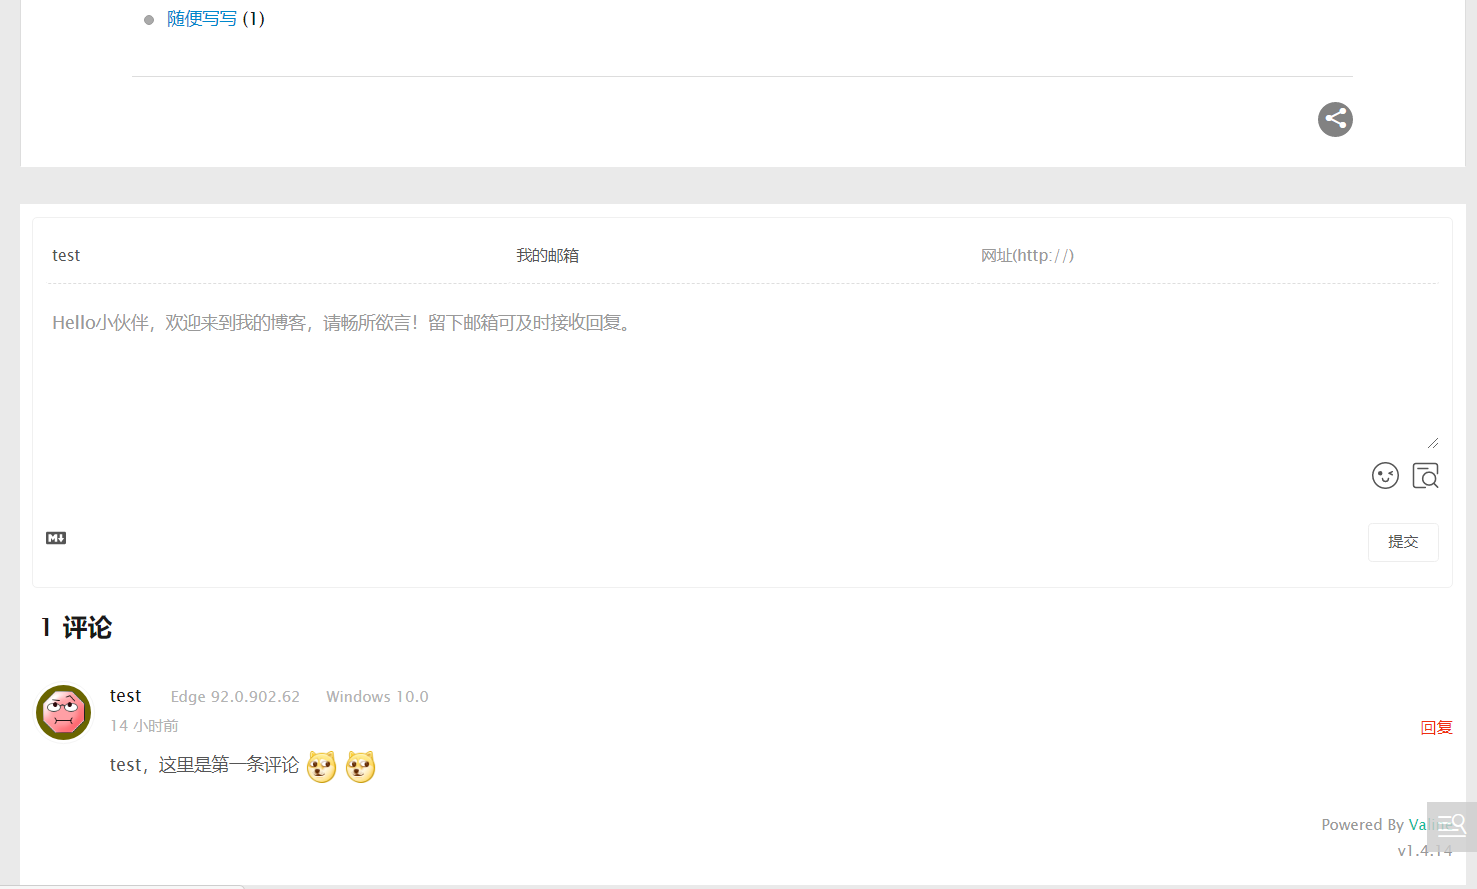 随便写写 (1)
test 我的邮箱 网址(http://)
Hello小伙伴，欢迎来到我的博客，请畅所欲言！留下邮箱可及时接收回复。
M
提交
1 评论
test Edge 92.0.902.62 Windows 10.0
14 小时前
回复
test，这里是第一条评论
Powered By Valine
v1.4.14